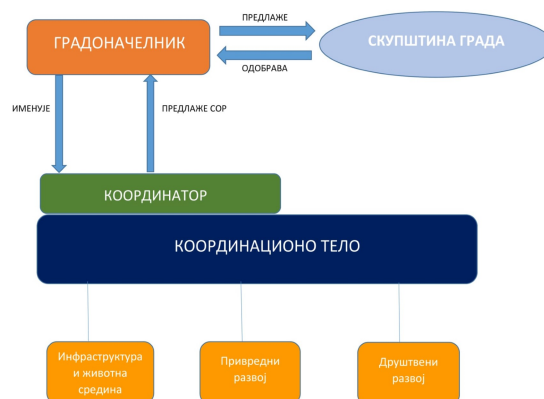 ПРЕДЛАЖЕ
ГРАДОНАЧЕЛНИК
СКУПШТИНА ГРАДА
ОДОБРАВА
ИМЕНУЈЕ
ПРЕДЛАЖЕ СОР
КООРДИНАТОР
КООРДИНАЦИОНО ТЕЛО
Инфраструктура
и животна
средина
Привредни
развој
Друштвени
развој